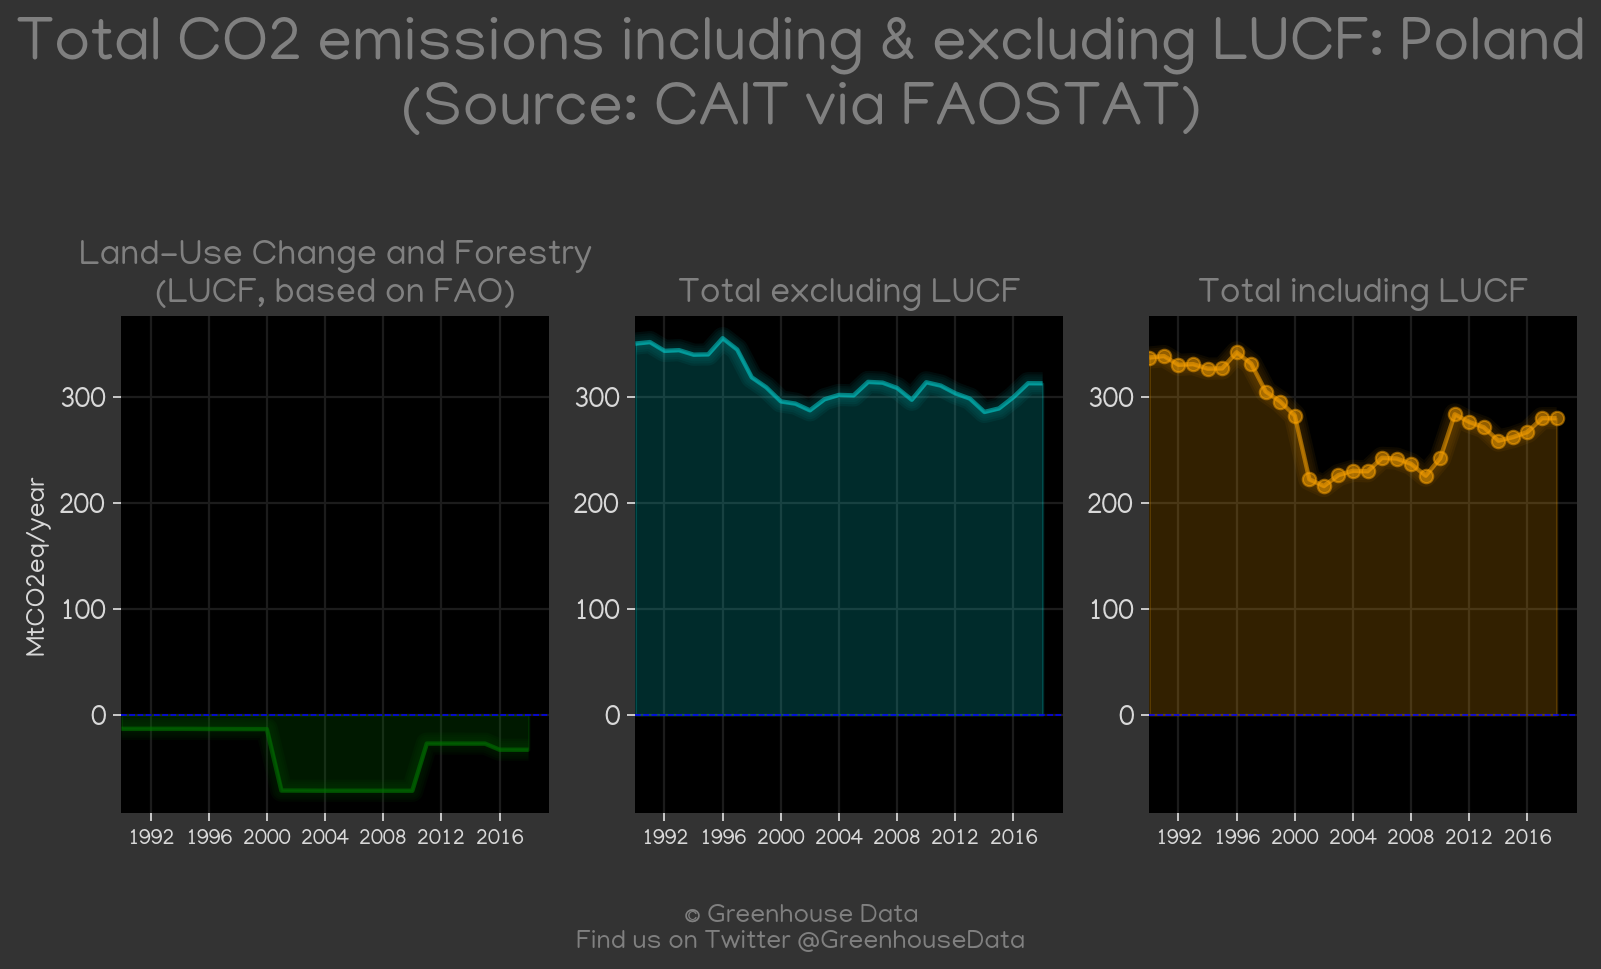 Total CO2 emissions including & excluding LUCF: Poland
(Source: CAIT via FAOSTAT)
Land-Use Change and Forestry
(LUCF, based on FAO)
Total excluding LUCF
Total including LUCF
MtCO2eq/year
300
200
100
0
1992 1996 2000 2004 2008 2012 2016
300
200
100
0
1992 1996 2000 2004 2008 2012 2016
300
200
100
0
1992 1996 2000 2004 2008 2012 2016
© Greenhouse Data
Find us on Twitter @GreenhouseData